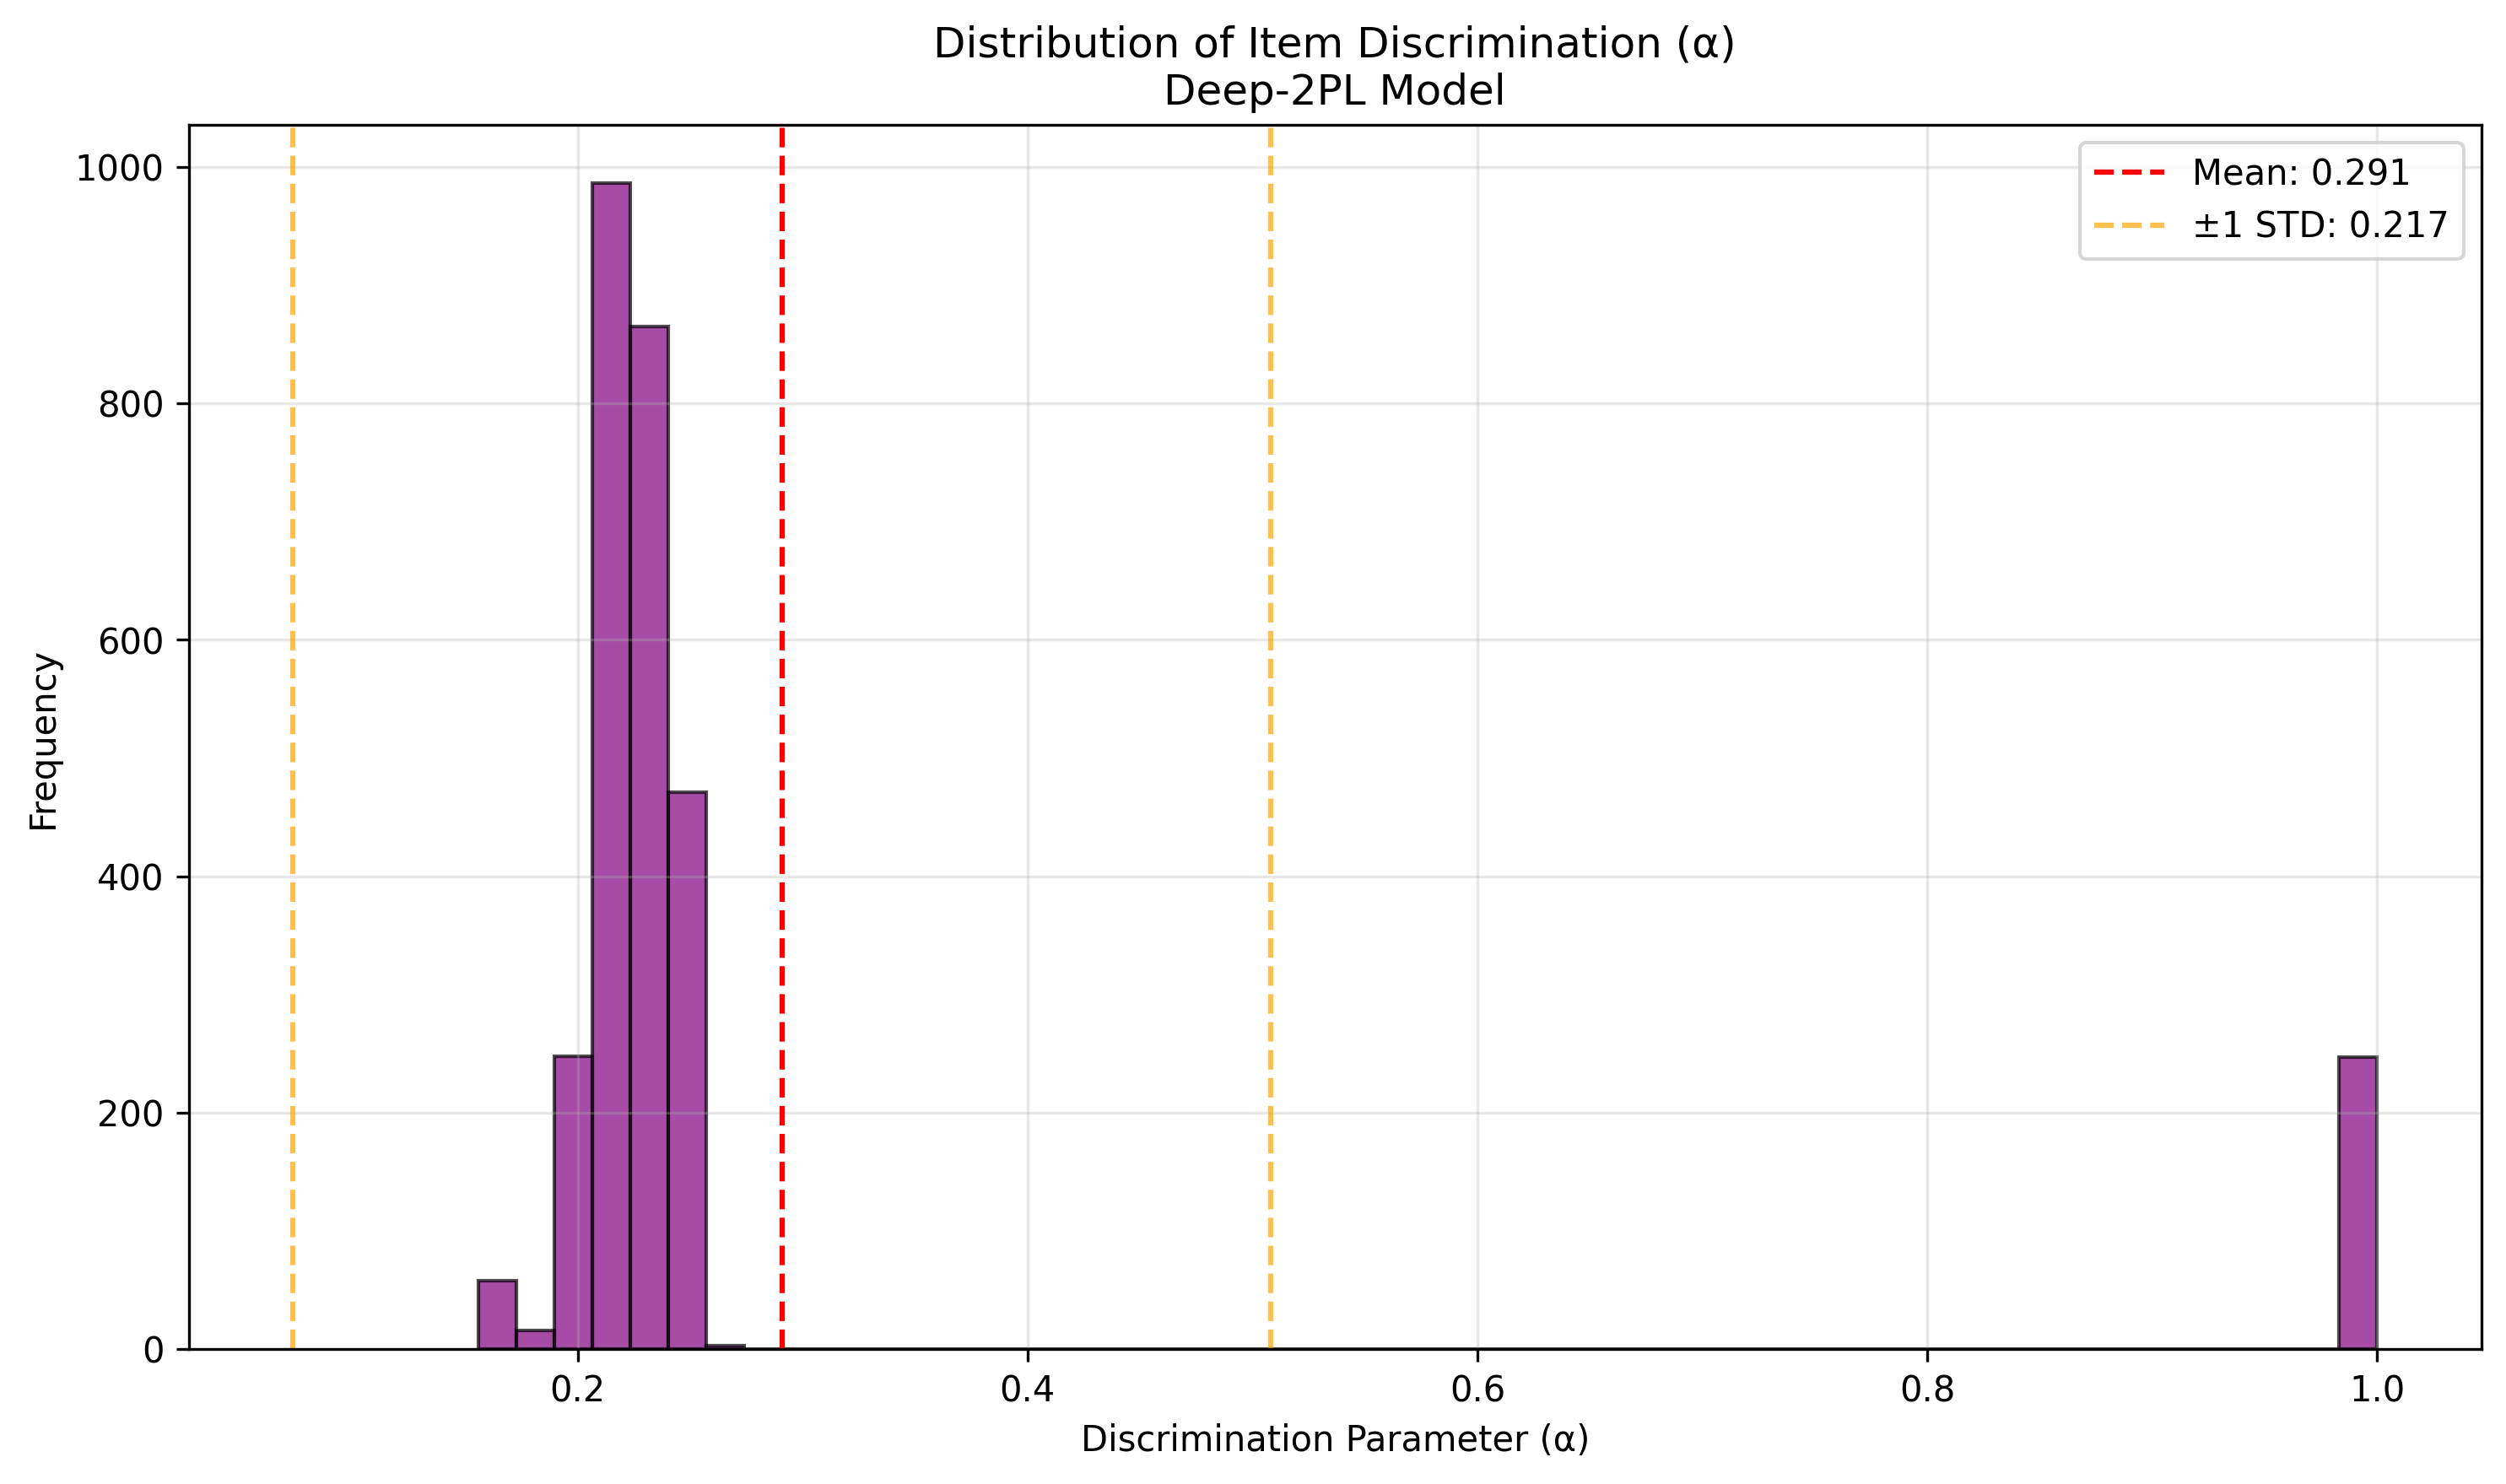 Distribution of Item Discrimination (α)
Deep-2PL Model
Mean: 0.291
±1 STD: 0.217
Frequency
1000
800
600
400
200
0
0.2
0.4
0.6
0.8
1.0
Discrimination Parameter (α)